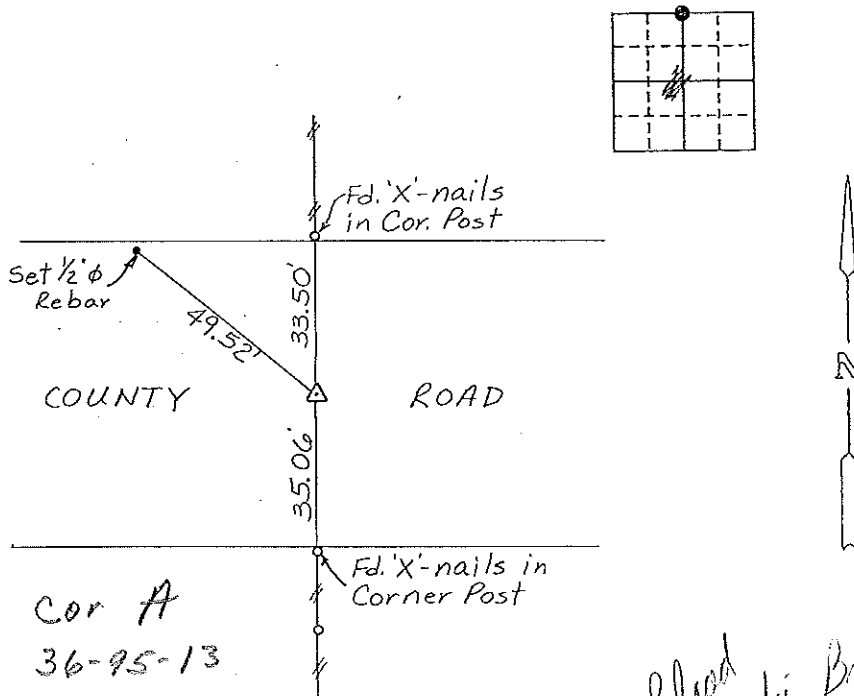 Fd. 'X'-nails
in Cor. Post
Set 1/2" φ
Rebar
33.50'
49.52'
COUNTY ROAD
35.06'
Fd. 'X'-nails in
Corner Post
Cor A
36-95-13
N